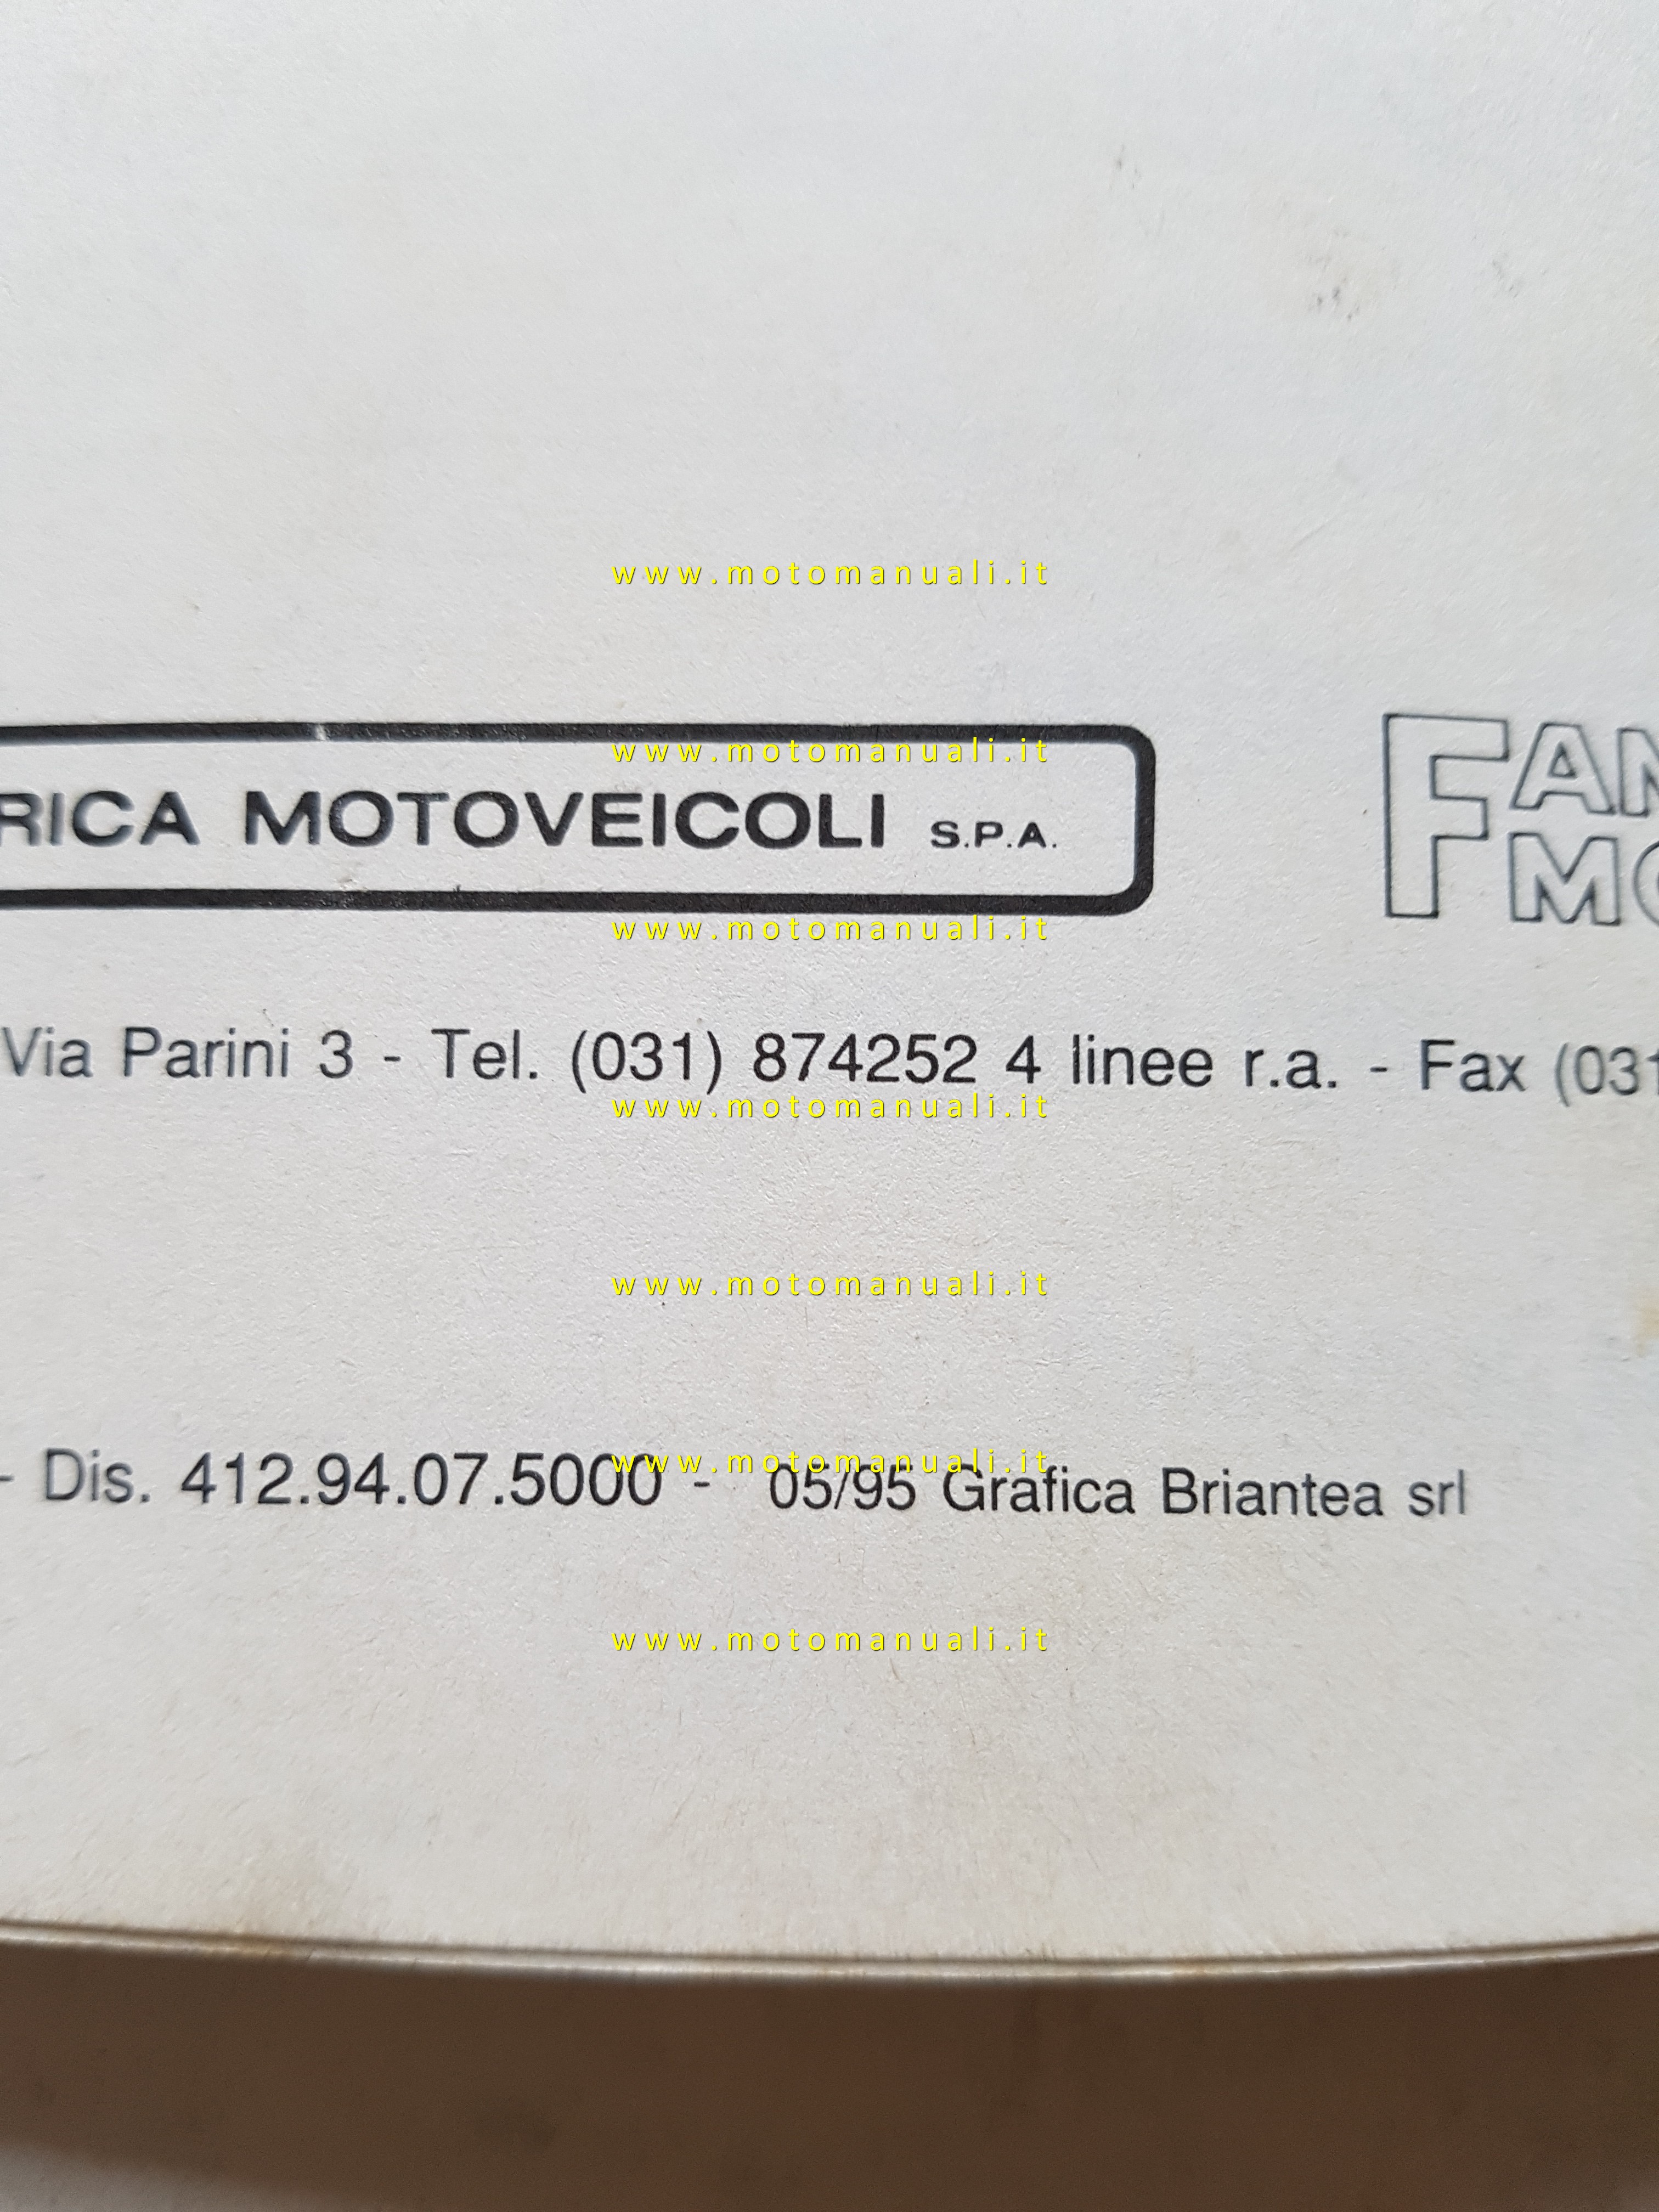 www.motomanuali.it
www.motomanuali.it
RICA MOTOVEICOLI S.P.A.
FAN
MO
www.motomanuali.it
Via Parini 3 - Tel. (031) 874252 4 linee r.a. - Fax (031
www.motomanuali.it
www.motomanuali.it
www.motomanuali.it
- Dis. 412.94.07.5000 - 05/95 Grafica Briantea srl
www.motomanuali.it